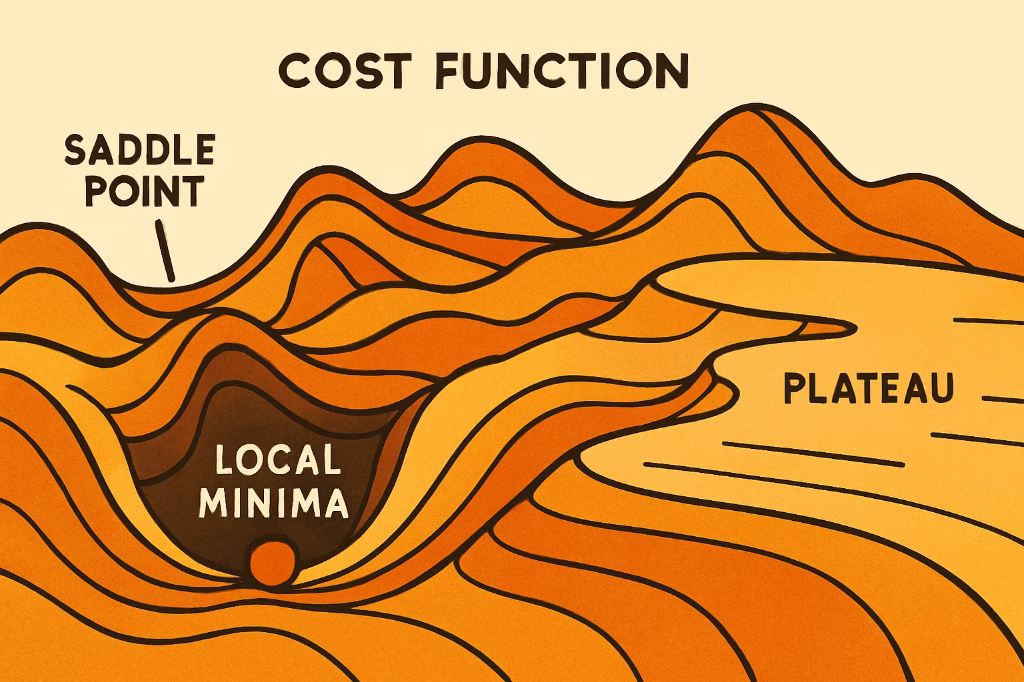 COST FUNCTION
SADDLE
POINT
PLATEAU
LOCAL
MINIMA